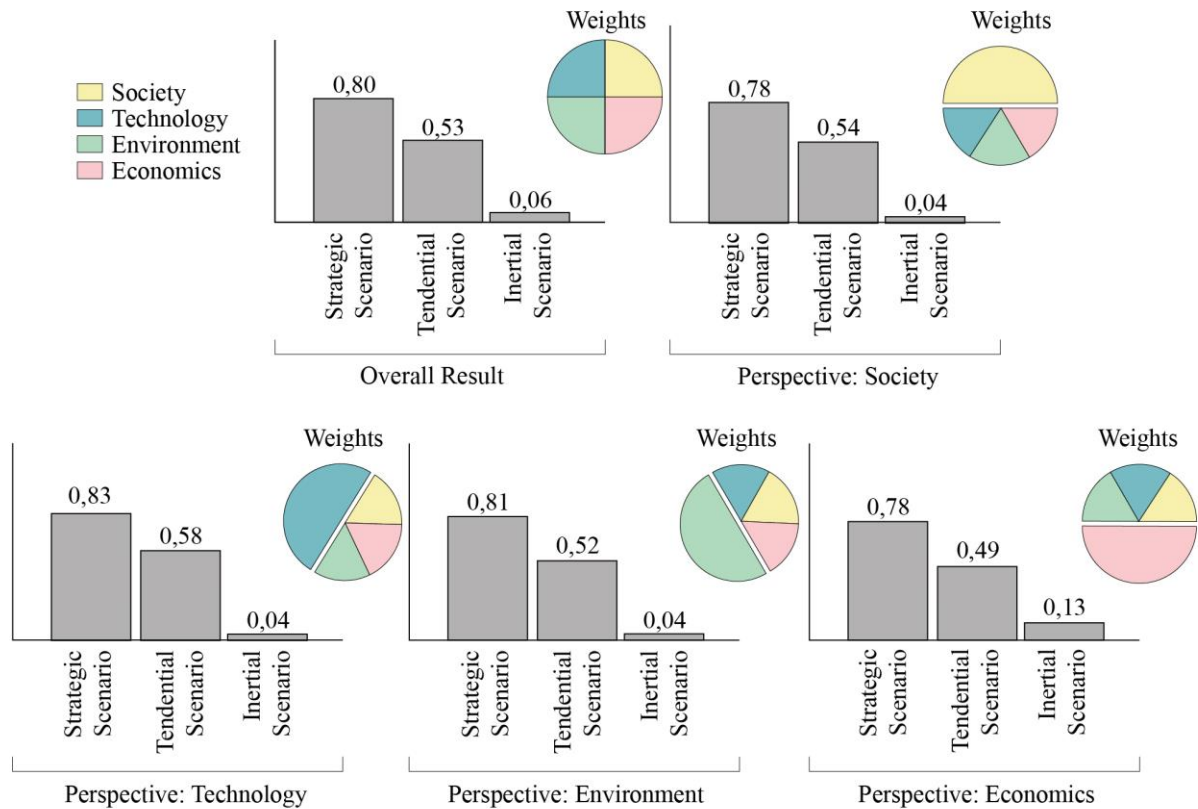 Weights
Weights
Society
Technology
Environment
Economics
0,80
0,53
0,06
Strategic
Scenario
Tendential
Scenario
Inertial
Scenario
Overall Result
0,78
0,54
0,04
Strategic
Scenario
Tendential
Scenario
Inertial
Scenario
Perspective: Society
Weights
0,83
0,58
0,04
Strategic
Scenario
Tendential
Scenario
Inertial
Scenario
Perspective: Technology
Weights
0,81
0,52
0,04
Strategic
Scenario
Tendential
Scenario
Inertial
Scenario
Perspective: Environment
Weights
0,78
0,49
0,13
Strategic
Scenario
Tendential
Scenario
Inertial
Scenario
Perspective: Economics